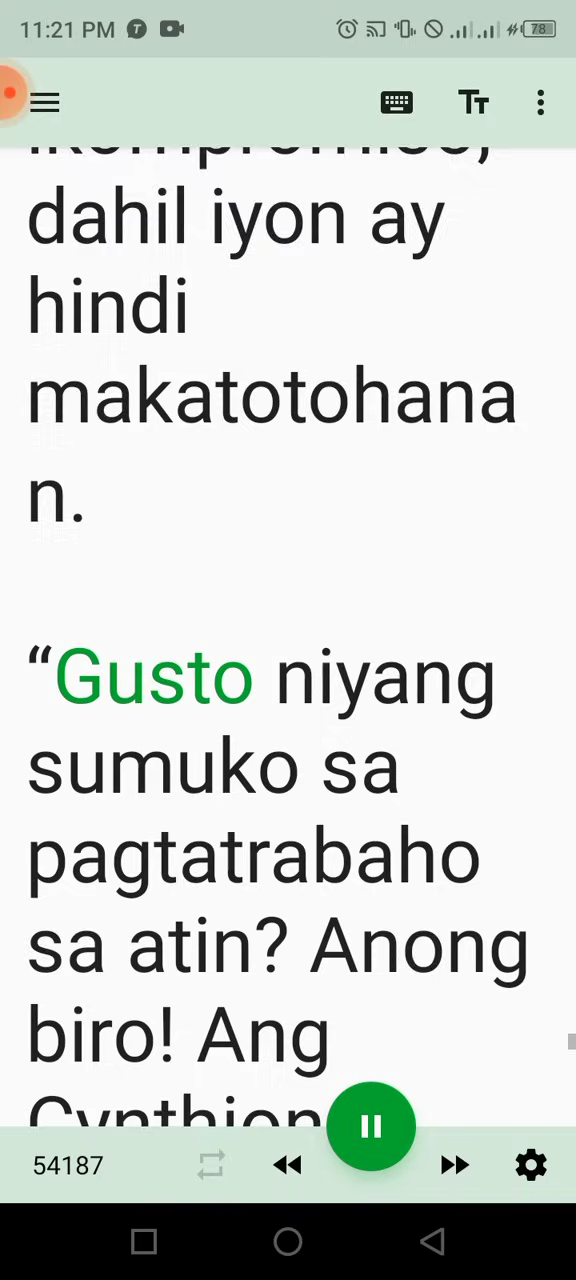 11:21 PM
78
dahil iyon ay
hindi
makatotohana
n.
“Gusto niyang
sumuko sa
pagtatrabaho
sa atin? Anong
biro! Ang
54187